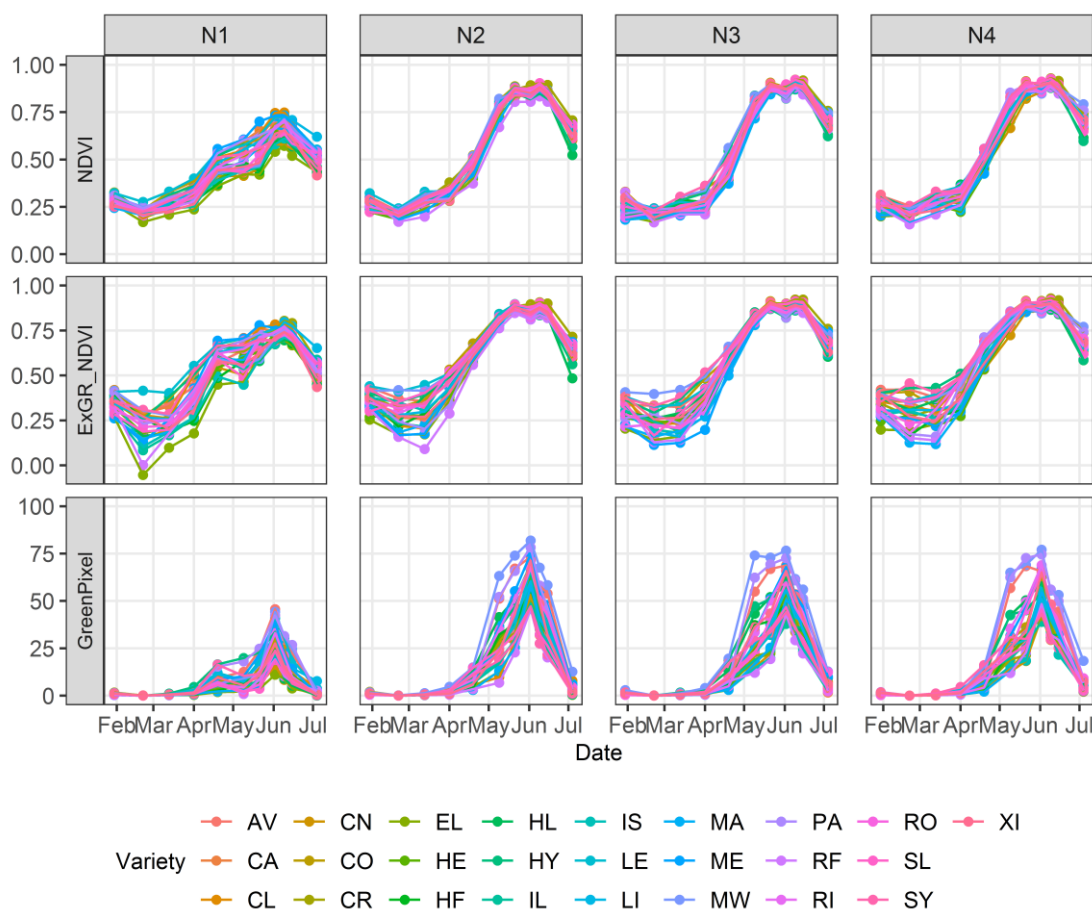 N1 N2 N3 N4
NDVI
1.00
0.75
0.50
0.25
0.00
ExGR_NDVI
1.00
0.75
0.50
0.25
0.00
GreenPixel
100
75
50
25
0
Feb Mar Apr May Jun Jul Feb Mar Apr May Jun Jul Feb Mar Apr May Jun Jul Feb Mar Apr May Jun Jul
Date
AV CN EL HL IS MA PA RO XI
Variety CA CO HE HY LE ME RF SL
CL CR HF IL LI MW RI SY